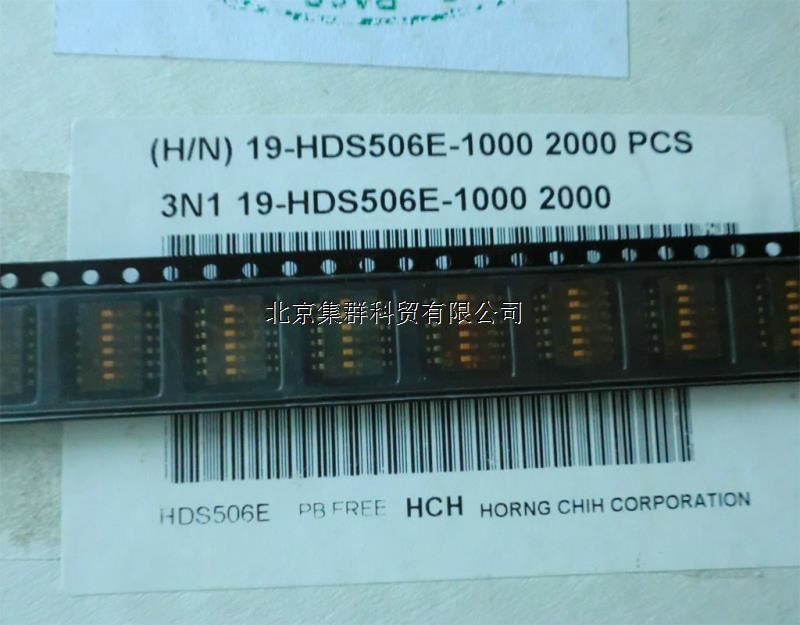 (H/N) 19-HDS506E-1000 2000 PCS
3N1 19-HDS506E-1000 2000
北京集群科贸有限公司
HDS506E PB FREE HCH HORNG CHIH CORPORATION